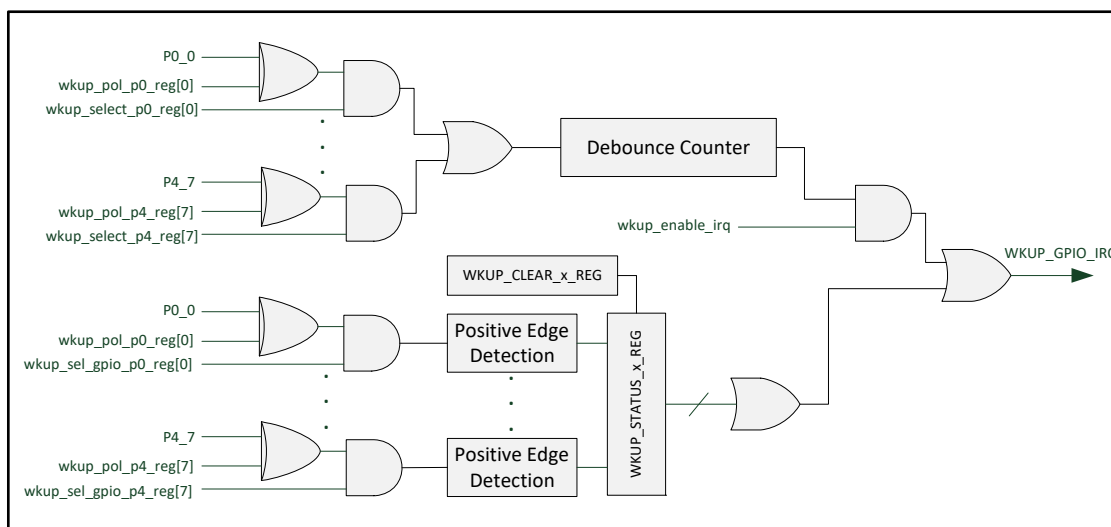 P0_0
wkup_pol_p0_reg[0]
wkup_select_p0_reg[0]
P4_7
wkup_pol_p4_reg[7]
wkup_select_p4_reg[7]
Debounce Counter
wkup_enable_irq
WKUP_GPIO_IRQ
WKUP_CLEAR_x_REG
P0_0
wkup_pol_p0_reg[0]
wkup_sel_gpio_p0_reg[0]
Positive Edge
Detection
WKUP_STATUS_x_REG
P4_7
wkup_pol_p4_reg[7]
wkup_sel_gpio_p4_reg[7]
Positive Edge
Detection